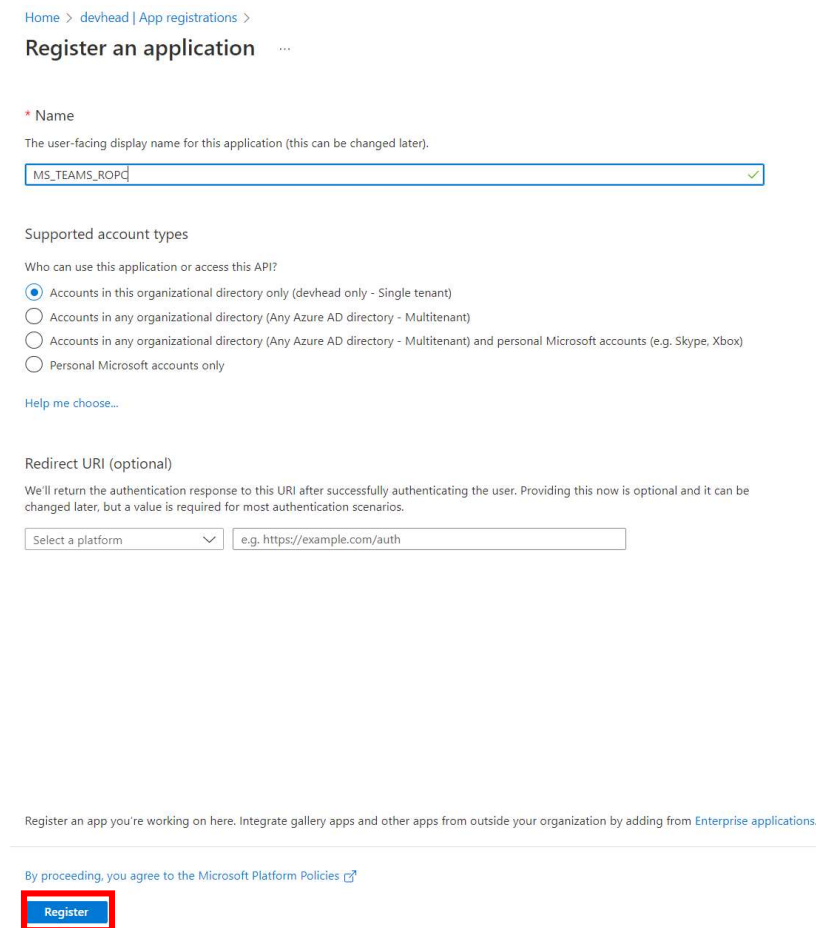 Home > devhead | App registrations >
Register an application ...
* Name
The user-facing display name for this application (this can be changed later).
MS_TEAMS_ROPC
Supported account types
Who can use this application or access this API?
Accounts in this organizational directory only (devhead only - Single tenant)
Accounts in any organizational directory (Any Azure AD directory - Multitenant)
Accounts in any organizational directory (Any Azure AD directory - Multitenant) and personal Microsoft accounts (e.g. Skype, Xbox)
Personal Microsoft accounts only
Help me choose...
Redirect URI (optional)
We'll return the authentication response to this URI after successfully authenticating the user. Providing this now is optional and it can be
changed later, but a value is required for most authentication scenarios.
Select a platform e.g. https://example.com/auth
Register an app you're working on here. Integrate gallery apps and other apps from outside your organization by adding from Enterprise applications.
By proceeding, you agree to the Microsoft Platform Policies
Register